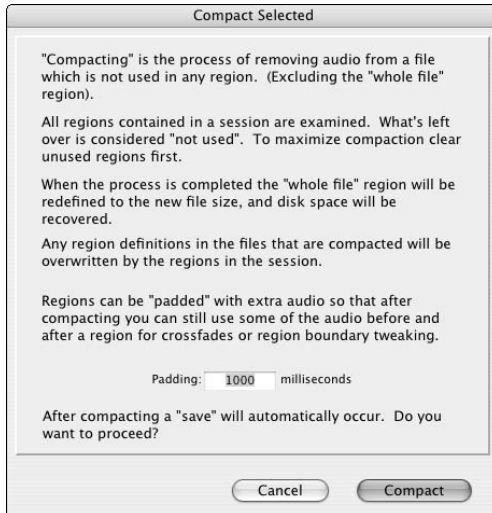 Compact Selected
"Compacting" is the process of removing audio from a file
which is not used in any region.  (Excluding the "whole file"
region).
All regions contained in a session are examined.  What's left
over is considered "not used".  To maximize compaction clear
unused regions first.
When the process is completed the "whole file" region will be
redefined to the new file size, and disk space will be
recovered.
Any region definitions in the files that are compacted will be
overwritten by the regions in the session.
Regions can be "padded" with extra audio so that after
compacting you can still use some of the audio before and
after a region for crossfades or region boundary tweaking.
Padding: 1000 milliseconds
After compacting a "save" will automatically occur.  Do you
want to proceed?
Cancel Compact